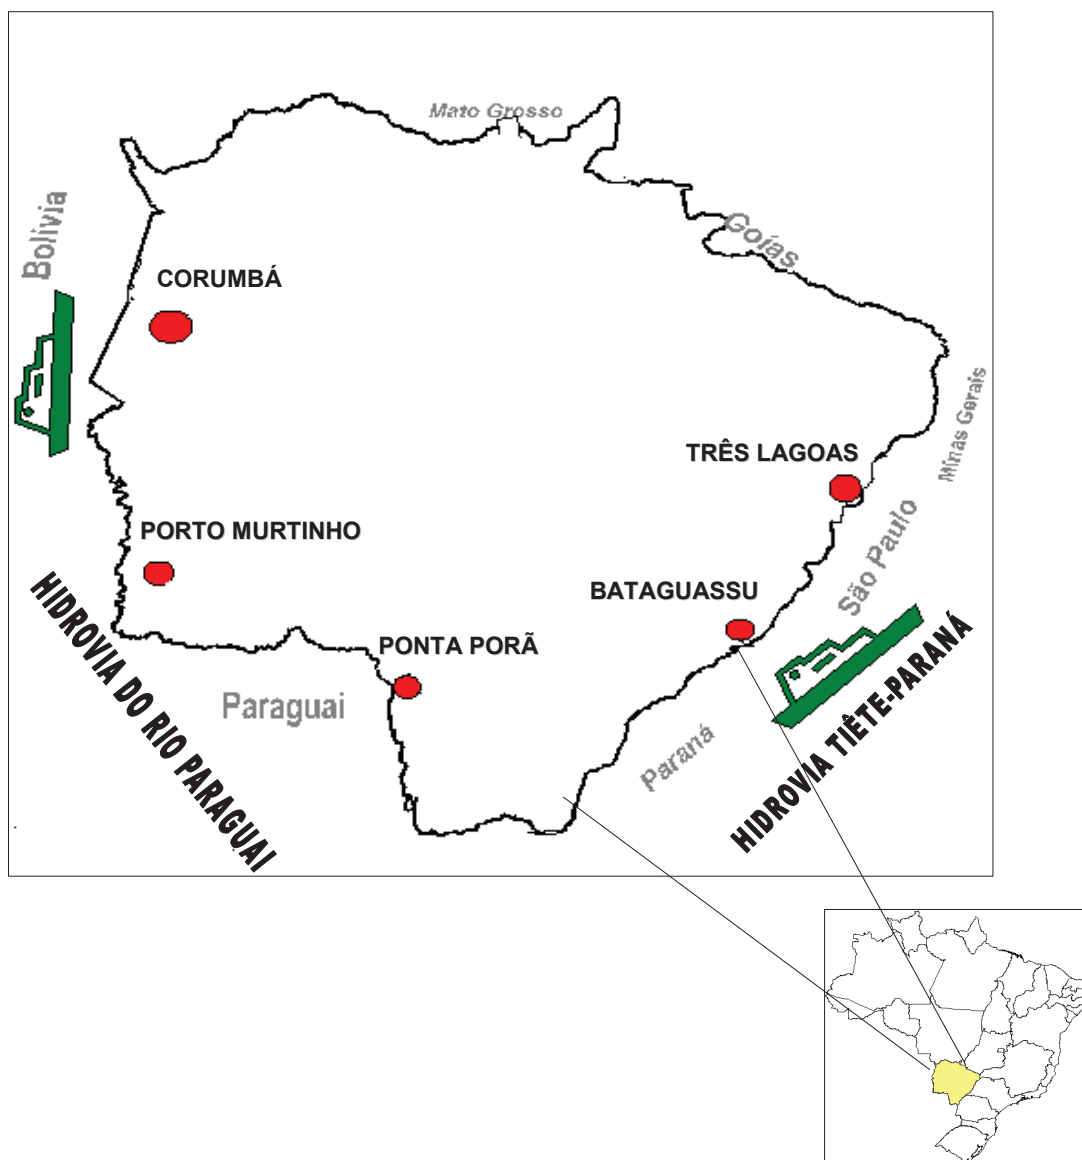 Mato Grosso
Bolivia
Goías
CORUMBÁ
Minas Gerais
TRÊS LAGOAS
São Paulo
PORTO MURTINHO
BATAGUASSU
PONTA PORÃ
Paraguai
Paraná
HIDROVIA DO RIO PARAGUAI
HIDROVIA TIÊTE-PARANÁ